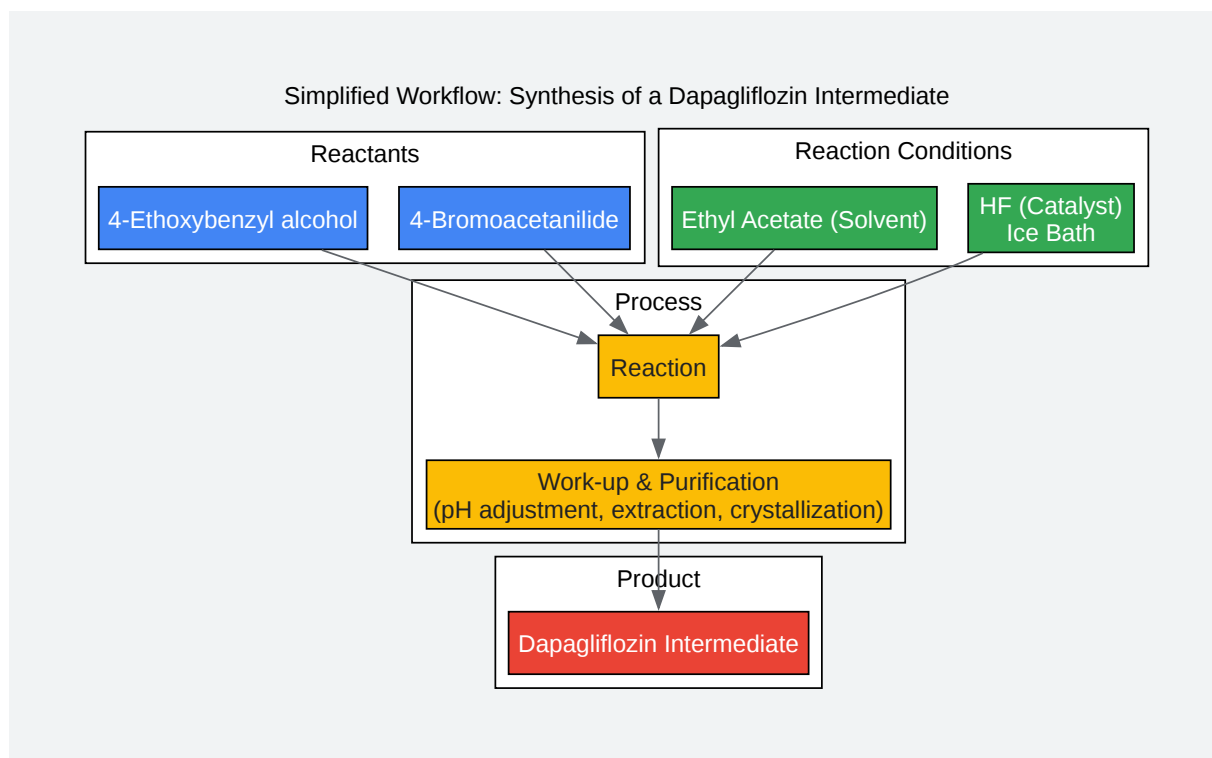 Simplified Workflow: Synthesis of a Dapagliflozin Intermediate
Reactants
4-Ethoxybenzyl alcohol
4-Bromoacetanilide
Reaction Conditions
Ethyl Acetate (Solvent)
HF (Catalyst)
Ice Bath
Process
Reaction
Work-up & Purification
(pH adjustment, extraction, crystallization)
Product
Dapagliflozin Intermediate